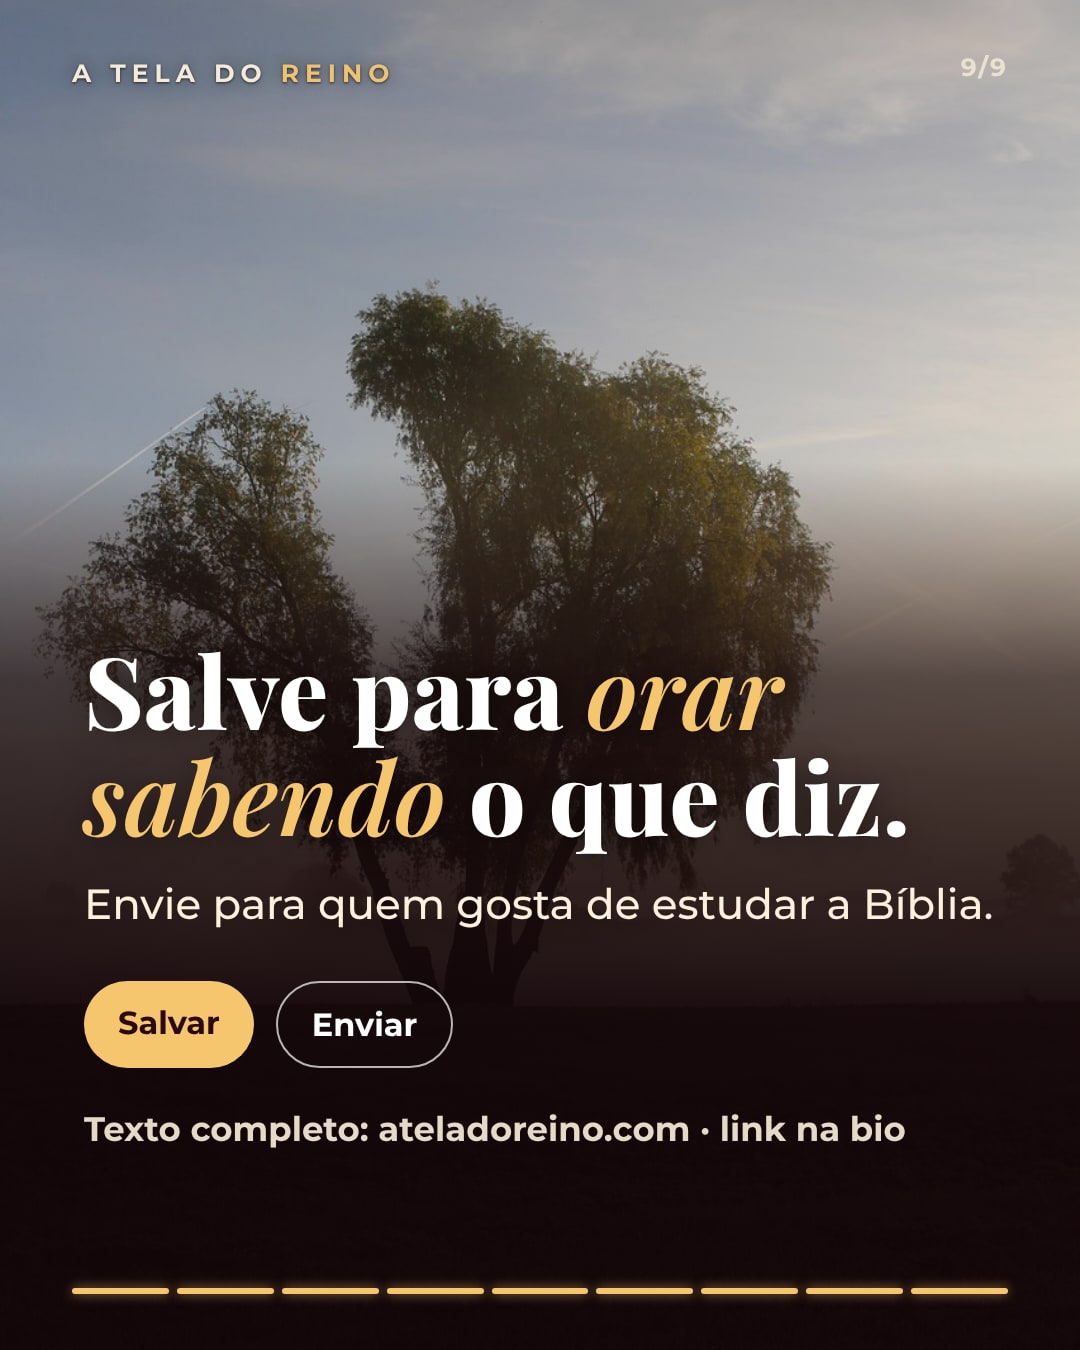 A TELA DO REINO
9/9
Salve para orar
sabendo o que diz.
Envie para quem gosta de estudar a Bíblia.
Salvar
Enviar
Texto completo: ateladoreino.com · link na bio